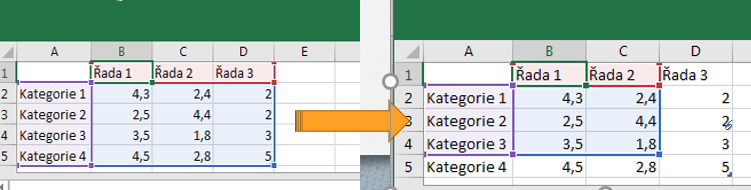 A B C D E
1 Řada 1 Řada 2 Řada 3
2 Kategorie 1 4,3 2,4 2
3 Kategorie 2 2,5 4,4 2
4 Kategorie 3 3,5 1,8 3
5 Kategorie 4 4,5 2,8 5
A B C D
1 Řada 1 Řada 2 Řada 3
2 Kategorie 1 4,3 2,4 2
3 Kategorie 2 2,5 4,4 2
4 Kategorie 3 3,5 1,8 3
5 Kategorie 4 4,5 2,8 5